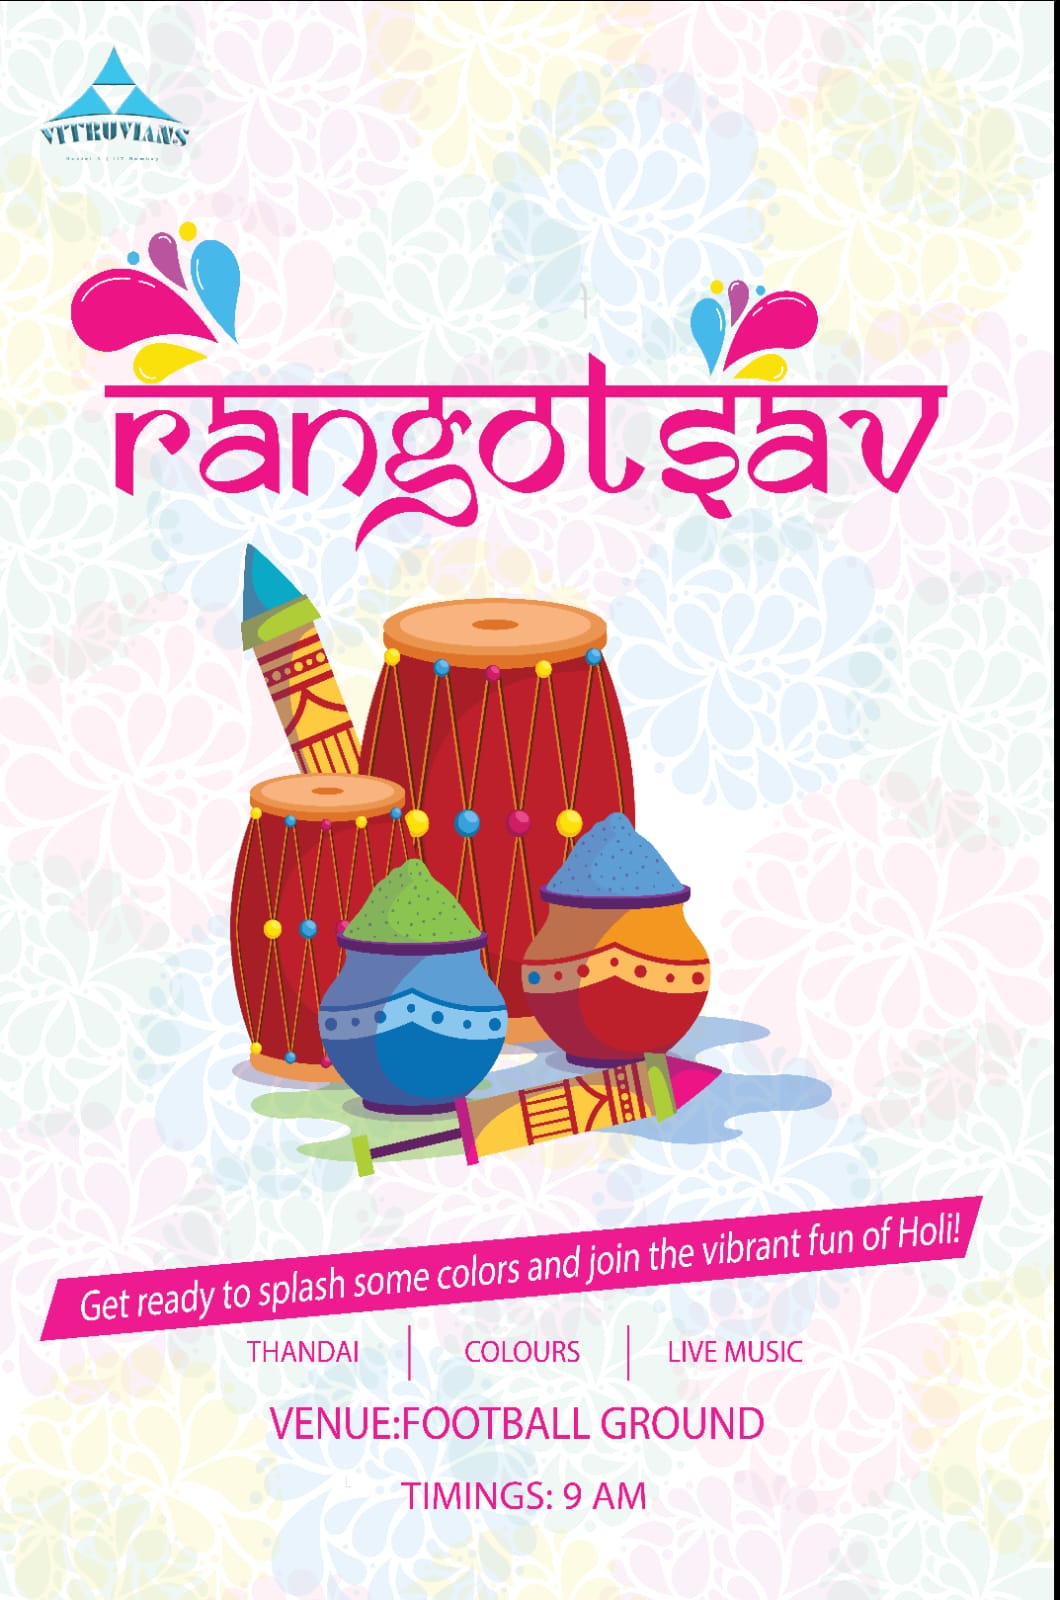 VITRUVIANS
rangotsav
Get ready to splash some colors and join the vibrant fun of Holi!
THANDAI | COLOURS | LIVE MUSIC
VENUE:FOOTBALL GROUND
TIMINGS: 9 AM